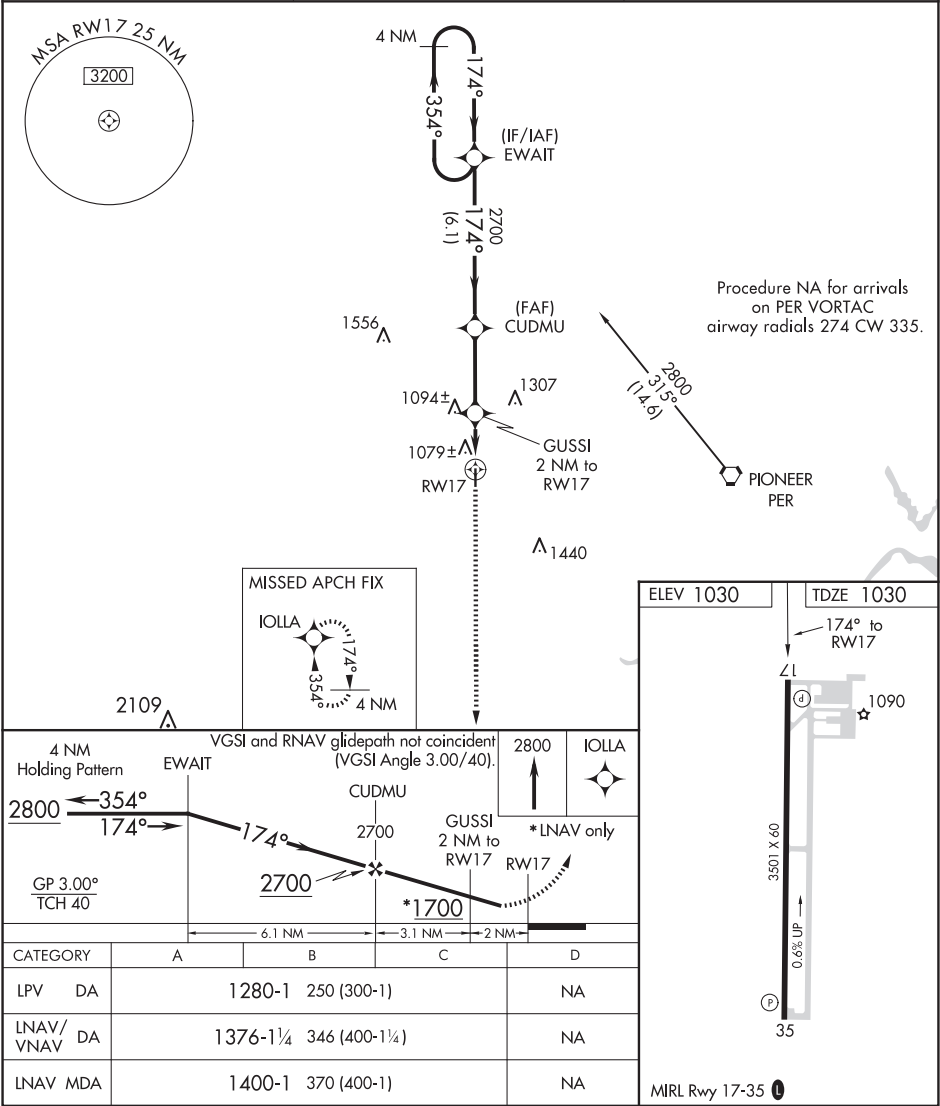 MSA RW17 25 NM
3200
4 NM
174°
354°
(IF/IAF)
EWAIT
2700
174°
(6.1)
Procedure NA for arrivals
on PER VORTAC
airway radials 274 CW 335.
(FAF)
CUDMU
1556
2800
315°
(14.6)
1094±
1307
1079±
GUSSI
2 NM to
RW17
RW17
PIONEER
PER
1440
MISSED APCH FIX
IOLLA
174°
354°
4 NM
2109
ELEV 1030
TDZE 1030
174° to
RW17
17
P
1090
3501 X 60
0.6% UP
P
35
MIRL Rwy 17-35 L
VGSI and RNAV glidepath not coincident
(VGSI Angle 3.00/40).
4 NM
Holding Pattern
EWAIT
2800
IOLLA
CUDMU
2800
354°
174°
174°
2700
GUSSI
2 NM to
RW17
*LNAV only
RW17
2700
GP 3.00°
TCH 40
*1700
6.1 NM
3.1 NM
2 NM
CATEGORY A B C D
LPV DA 1280-1 250 (300-1) NA
LNAV/
VNAV DA 1376-1¼ 346 (400-1¼) NA
LNAV MDA 1400-1 370 (400-1) NA